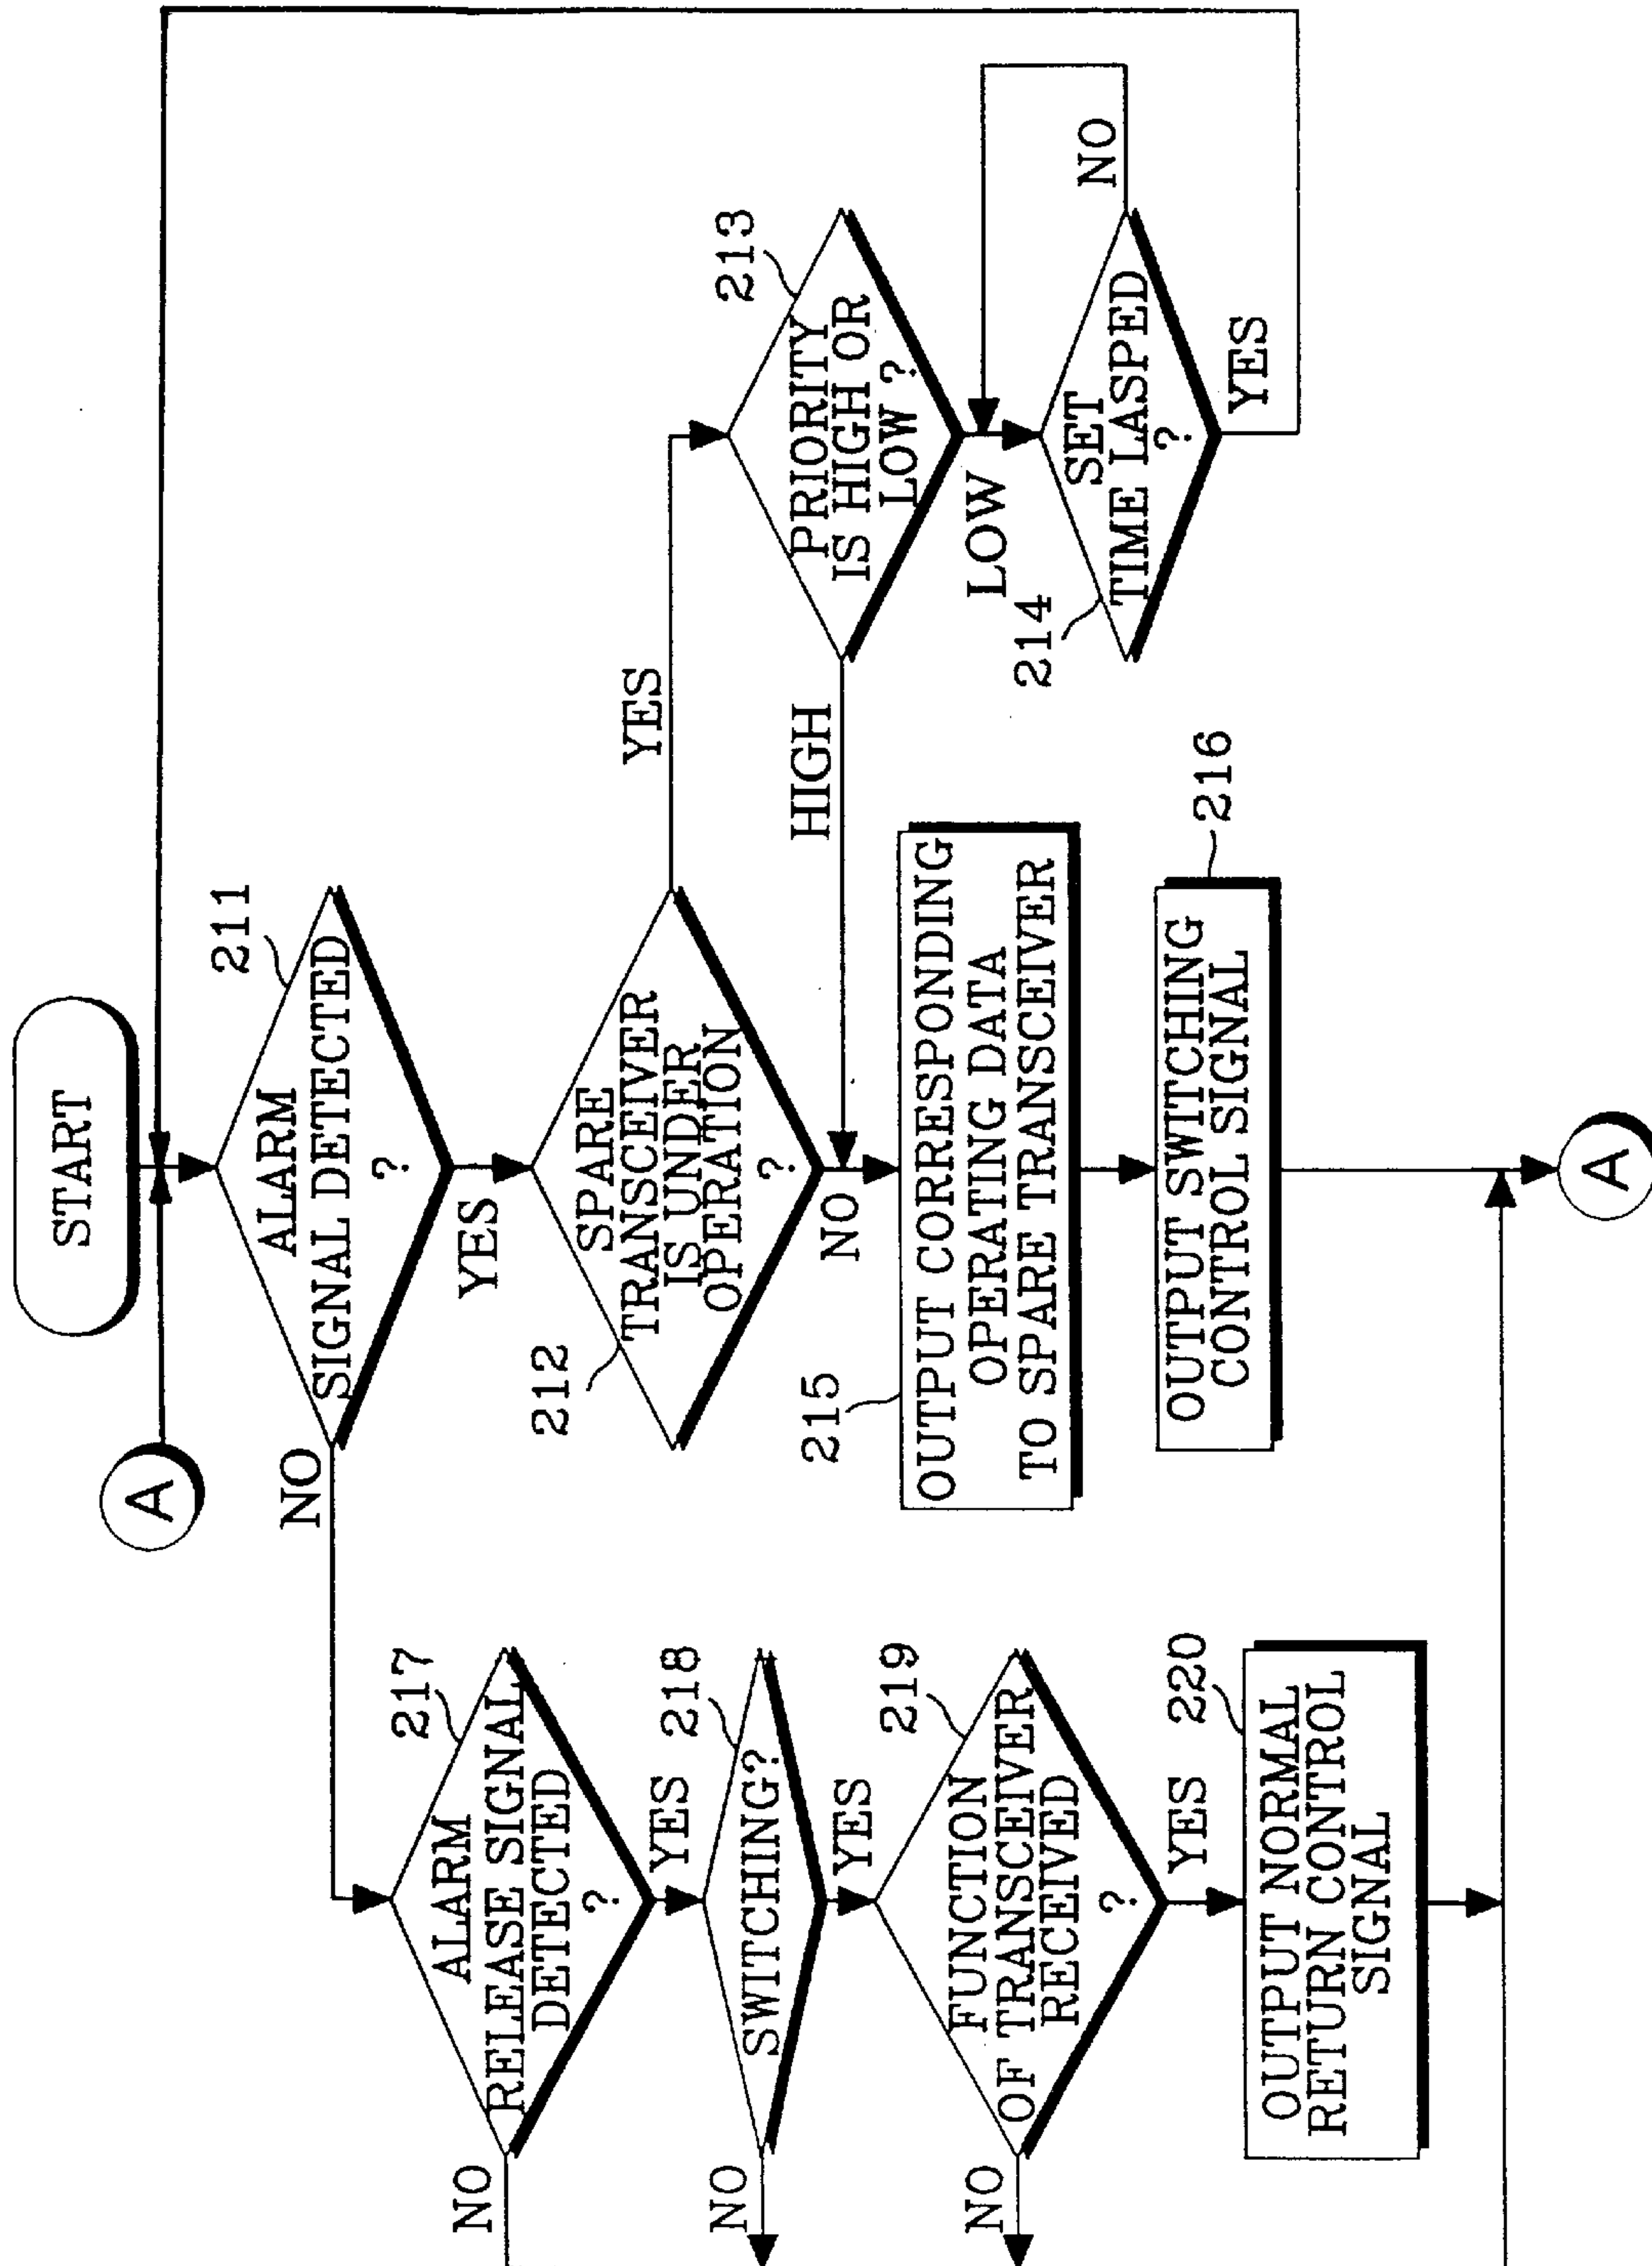 START
A
211
ALARM
SIGNAL DETECTED
?
NO
YES
212
SPARE
TRANSCEIVER
IS UNDER
OPERATION
?
YES
NO
213
PRIORITY
IS HIGH OR
LOW ?
HIGH
LOW
214
SET
TIME LASPED
?
NO
YES
215
OUTPUT CORRESPONDING
OPERATING DATA
TO SPARE TRANSCEIVER
216
OUTPUT SWITCHING
CONTROL SIGNAL
217
ALARM
RELEASE SIGNAL
DETECTED
?
NO
YES
218
SWITCHING?
NO
YES
219
FUNCTION
OF TRANSCEIVER
RECEIVED
?
NO
YES
220
OUTPUT NORMAL
RETURN CONTROL
SIGNAL
A